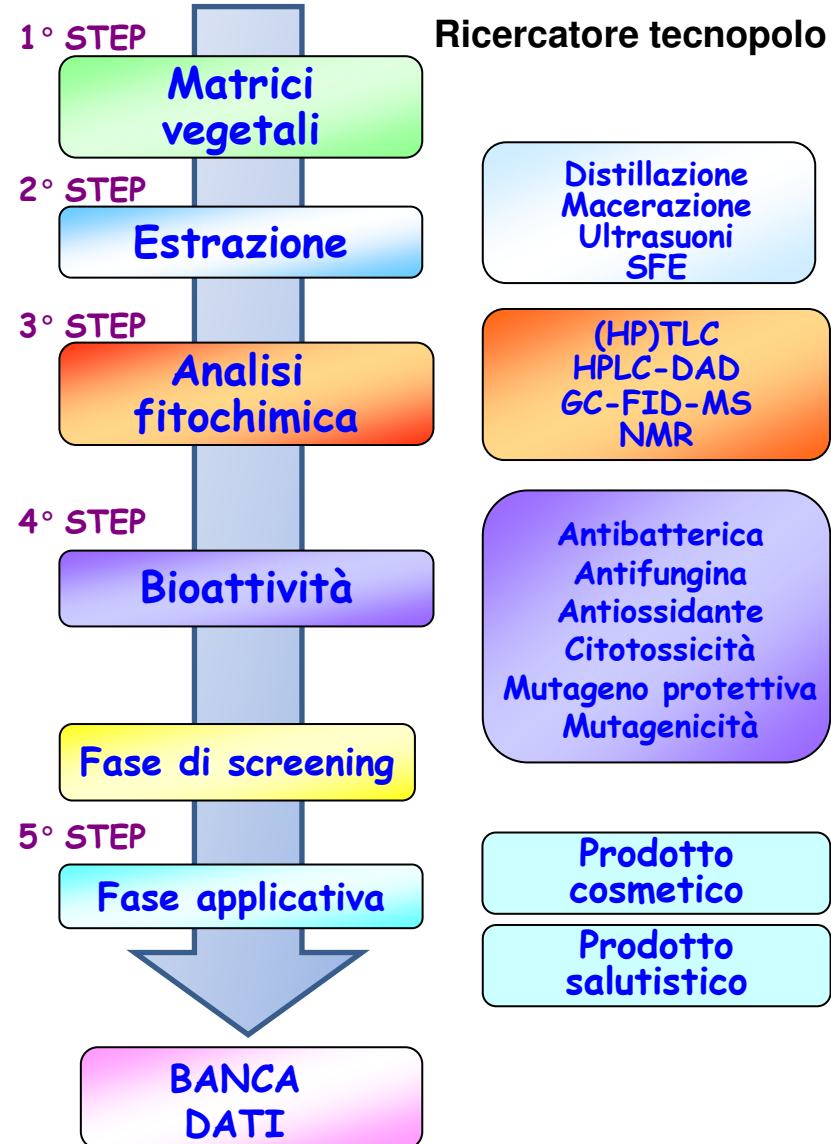 1° STEP
Ricercatore tecnopolo
Matrici
vegetali
2° STEP
Estrazione
Distillazione
Macerazione
Ultrasuoni
SFE
3° STEP
Analisi
fitochimica
(HP)TLC
HPLC-DAD
GC-FID-MS
NMR
4° STEP
Bioattività
Antibatterica
Antifungina
Antiossidante
Citotossicità
Mutageno protettiva
Mutagenicità
Fase di screening
5° STEP
Fase applicativa
Prodotto
cosmetico
Prodotto
salutistico
BANCA
DATI